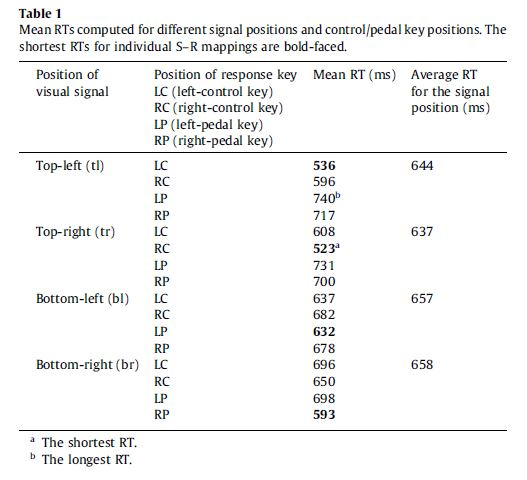 Table 1
Mean RTs computed for different signal positions and control/pedal key positions. The
shortest RTs for individual S–R mappings are bold-faced.
Position of Position of response key Mean RT (ms) Average RT
visual signal LC (left-control key) for the signal
RC (right-control key) position (ms)
LP (left-pedal key)
RP (right-pedal key)
Top-left (tl) LC 536 644
RC 596
LP 740b
RP 717
Top-right (tr) LC 608 637
RC 523a
LP 731
RP 700
Bottom-left (bl) LC 637 657
RC 682
LP 632
RP 678
Bottom-right (br) LC 696 658
RC 650
LP 698
RP 593
a The shortest RT.
b The longest RT.